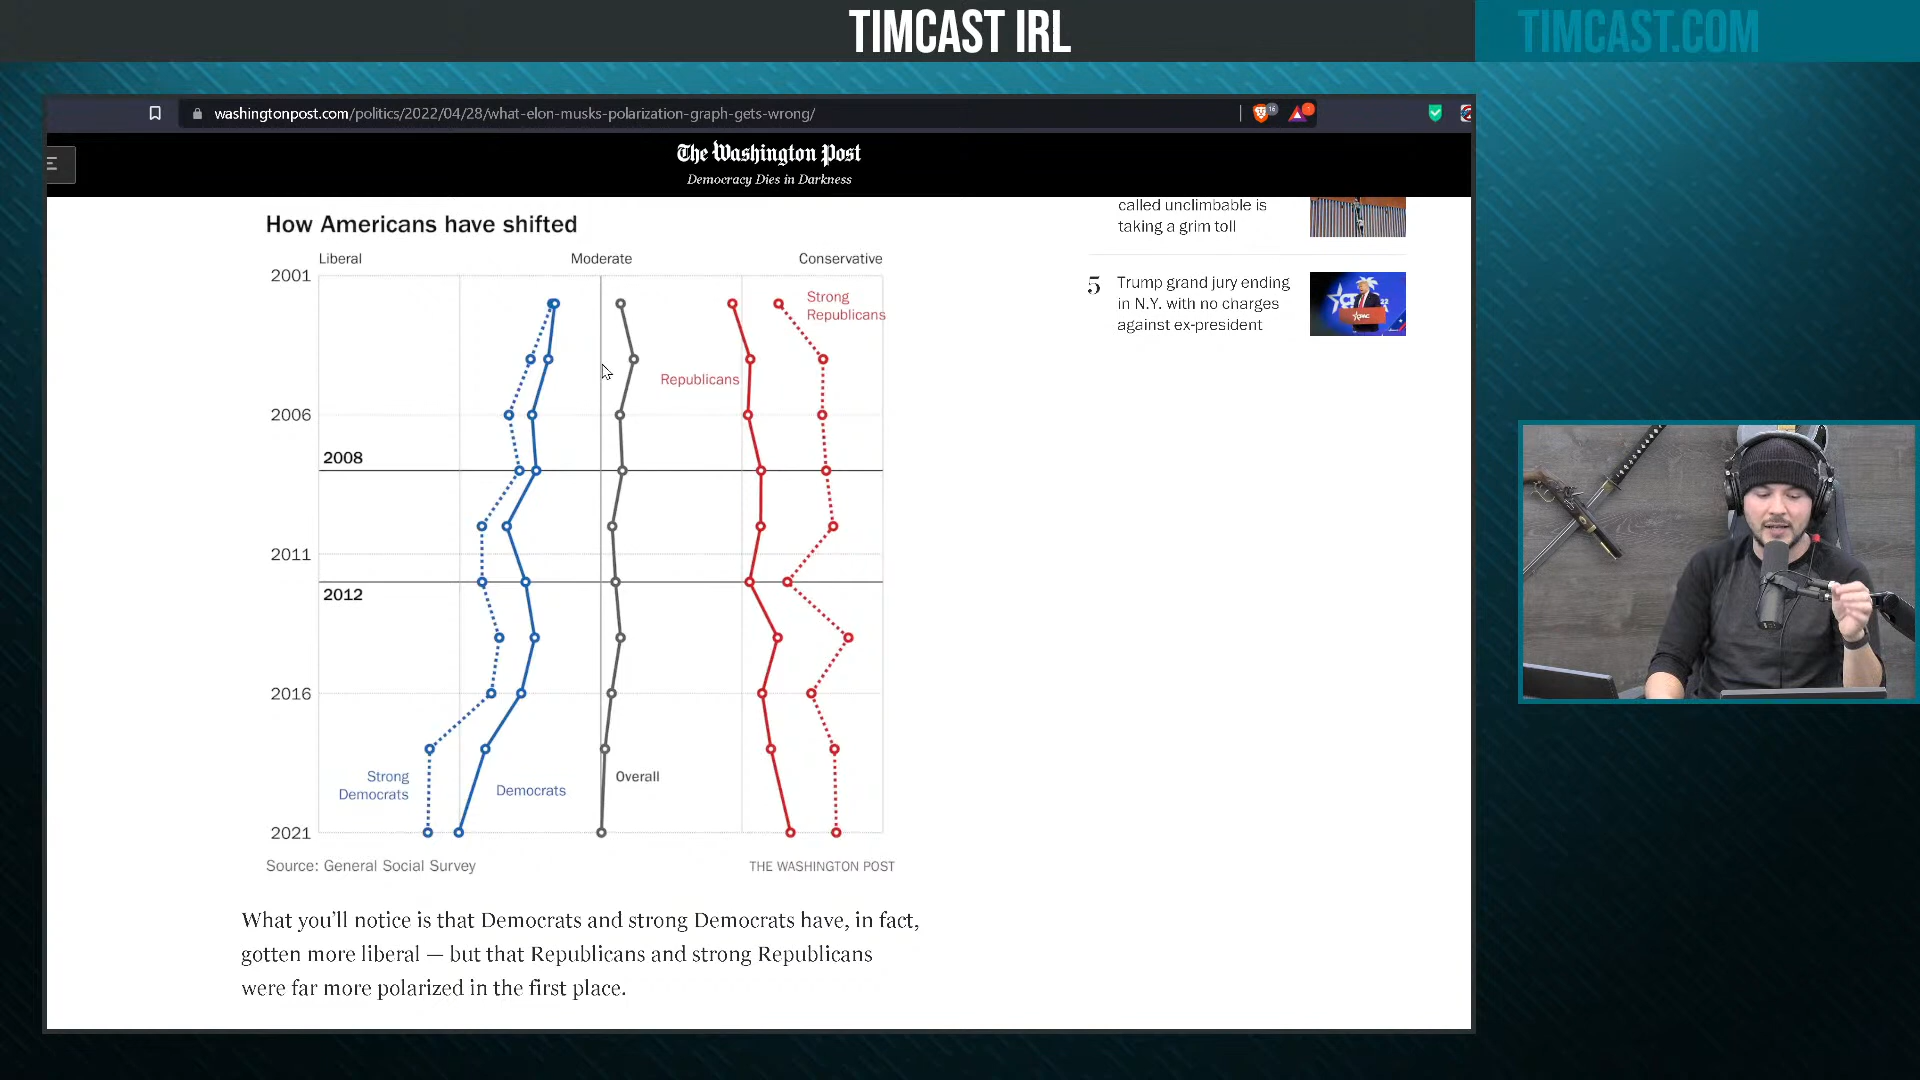 TIMCAST IRL
TIMCAST.COM
washingtonpost.com/politics/2022/04/28/what-elon-musks-polarization-graph-gets-wrong/
The Washington Post
Democracy Dies in Darkness
How Americans have shifted
Liberal
Moderate
Conservative
2001
Strong
Republicans
Republicans
2006
2008
2011
2012
2016
Strong
Democrats
Democrats
Overall
2021
Source: General Social Survey
THE WASHINGTON POST
What you'll notice is that Democrats and strong Democrats have, in fact,
gotten more liberal — but that Republicans and strong Republicans
were far more polarized in the first place.
called unclimbable is
taking a grim toll
5
Trump grand jury ending
in N.Y. with no charges
against ex-president